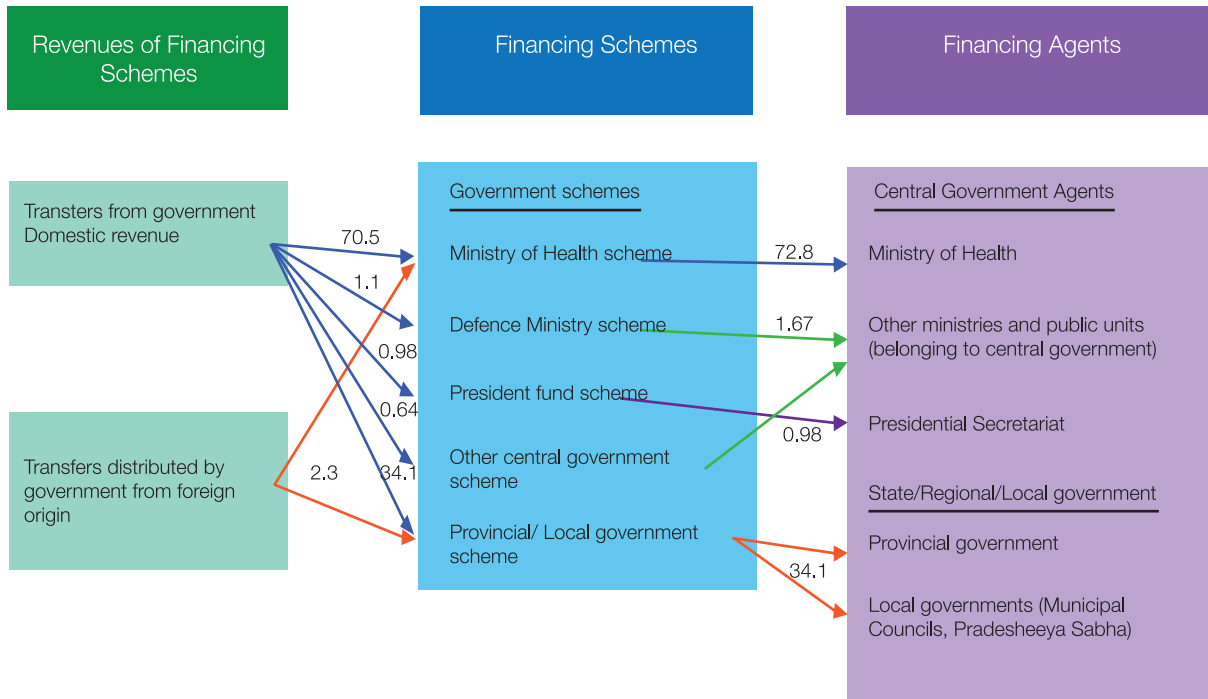 Revenues of Financing
Schemes
Financing Schemes
Financing Agents
Transters from government
Domestic revenue
Transfers distributed by
government from foreign
origin
70.5
1.1
0.98
0.64
34.1
2.3
Government schemes
Ministry of Health scheme
Defence Ministry scheme
President fund scheme
Other central government
scheme
Provincial/ Local government
scheme
72.8
1.67
0.98
34.1
Central Government Agents
Ministry of Health
Other ministries and public units
(belonging to central government)
Presidential Secretariat
State/Regional/Local government
Provincial government
Local governments (Municipal
Councils, Pradesheeya Sabha)